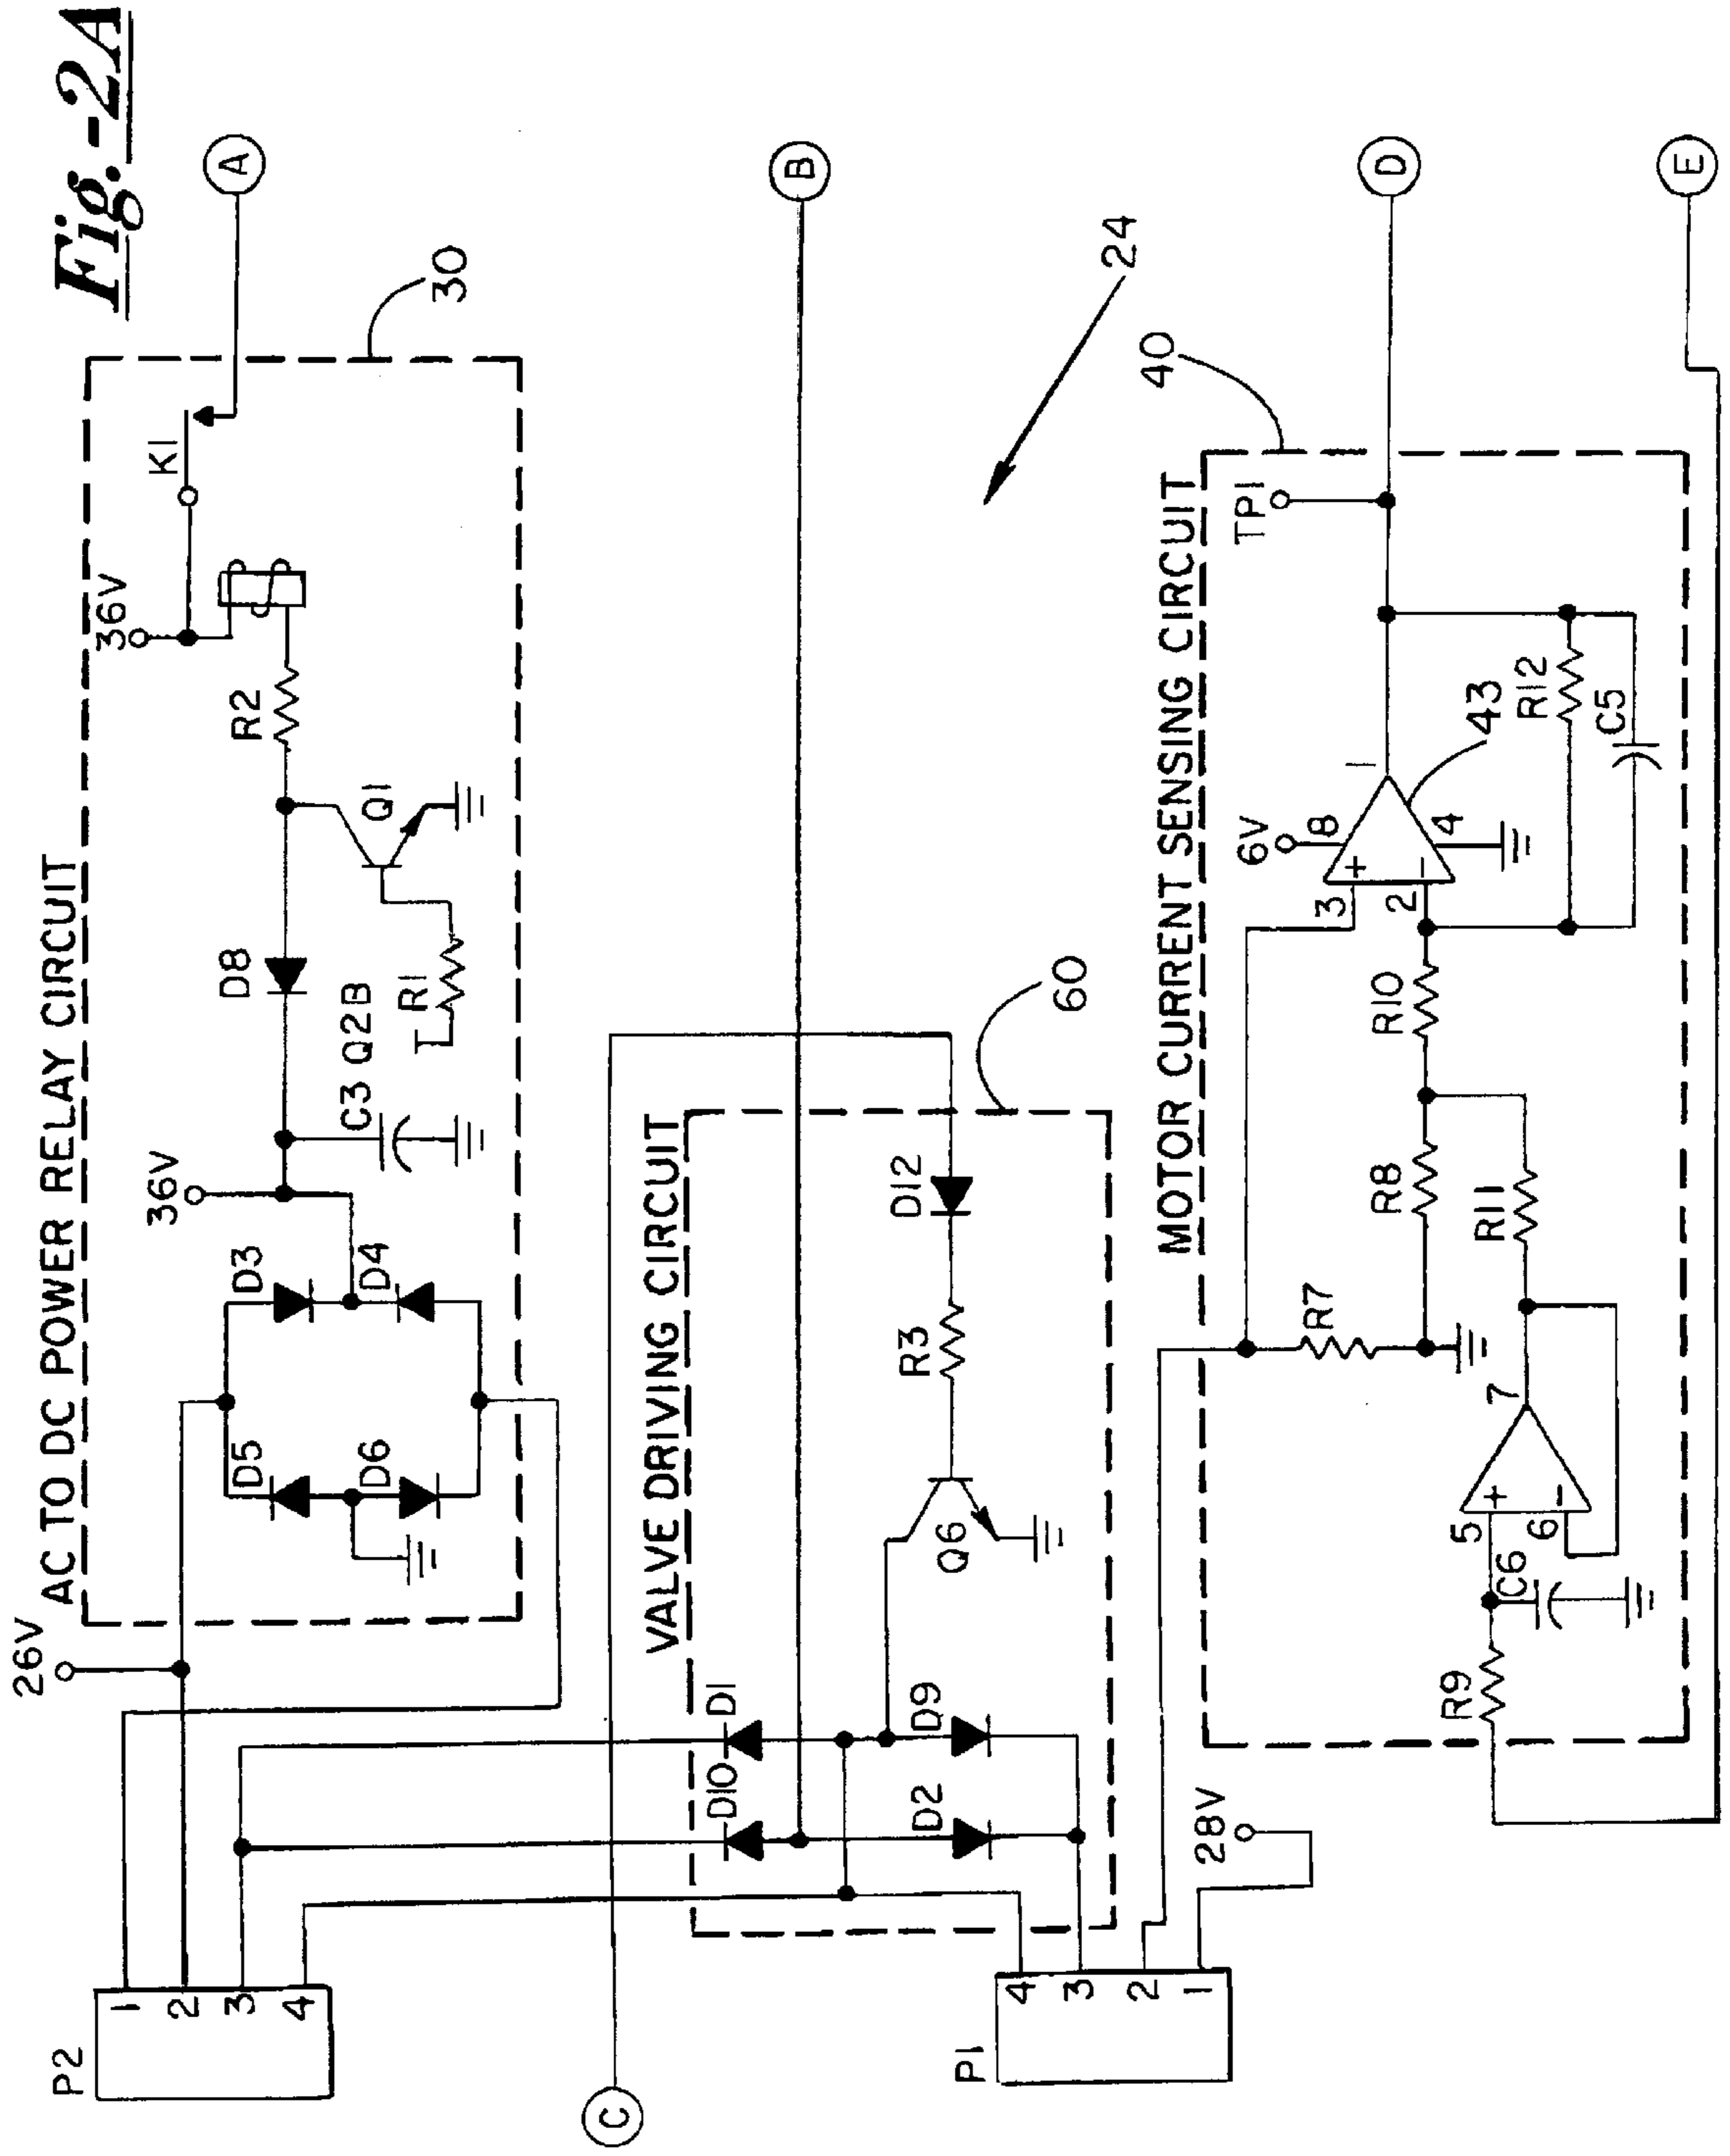 Fig.-2A
AC TO DC POWER RELAY CIRCUIT
30
26V
36V
36V
K1
A
D5
D3
D6
D4
D8
R2
C3
Q2B
R1
Q1
P2
1
2
3
4
C
B
VALVE DRIVING CIRCUIT
60
24
D10
D1
D2
D9
Q6
R3
D12
P1
4
3
2
1
28V
MOTOR CURRENT SENSING CIRCUIT
40
TP1
D
6V
8
3
+
1
2
−
4
43
R7
R8
R10
R12
C5
R11
R9
C6
5
+
6
−
7
E